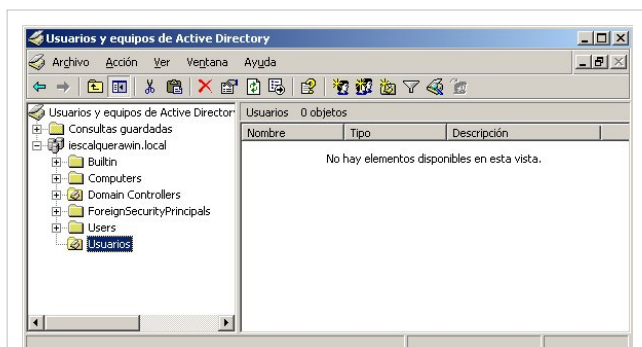 Usuarios y equipos de Active Directory
Archivo Acción Ver Ventana Ayuda
Usuarios y equipos de Active Director
Usuarios 0 objetos
Consultas guardadas
Nombre Tipo Descripción
iescalquerawin.local
No hay elementos disponibles en esta vista.
Builtin
Computers
Domain Controllers
ForeignSecurityPrincipals
Users
Usuarios